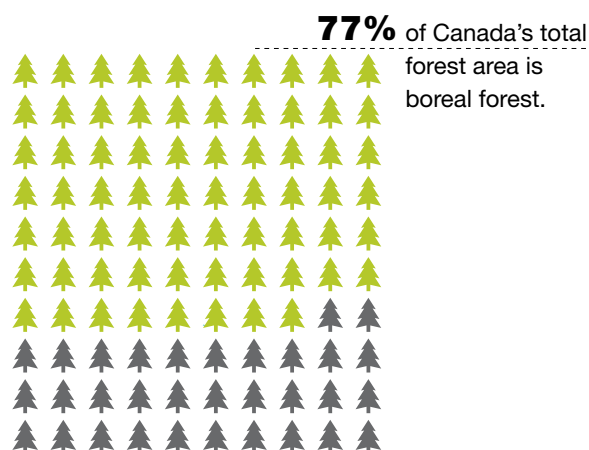 77% of Canada’s total
forest area is
boreal forest.